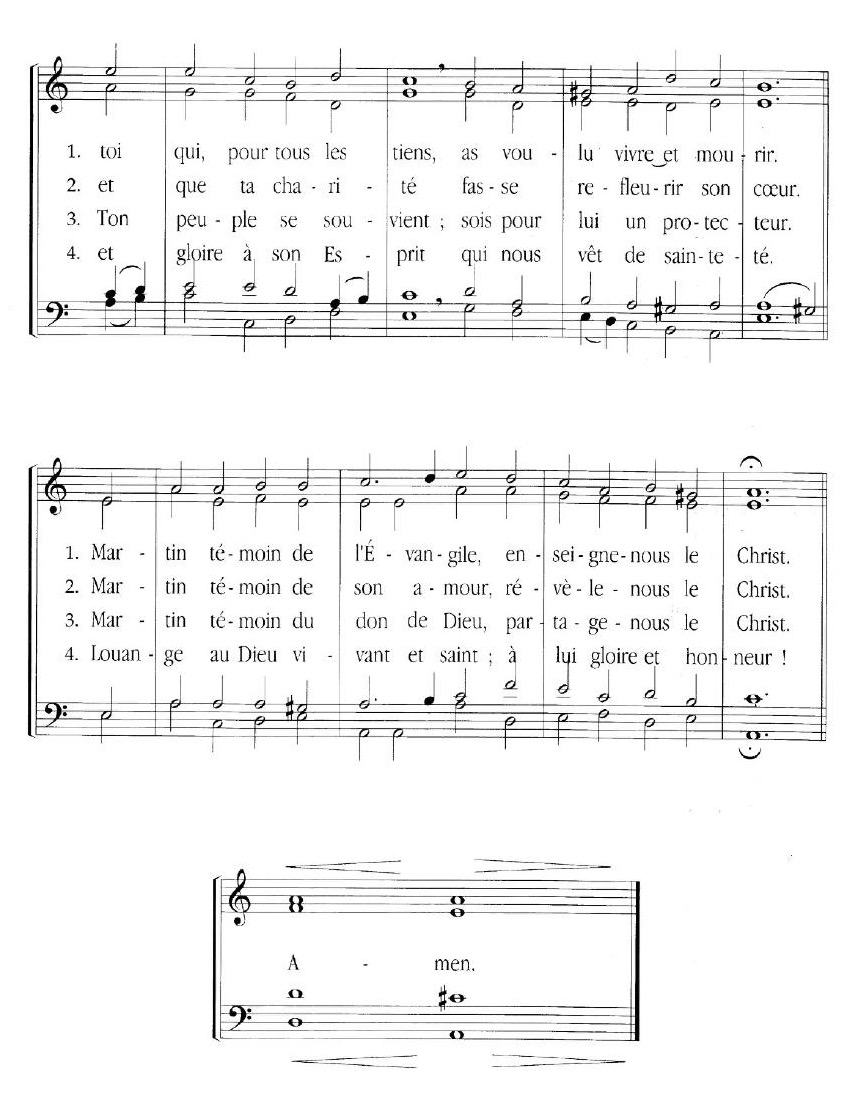 1. toi qui, pour tous les tiens, as vou - lu vivre et mou - rir.
2. et que ta cha - ri - té fas - se re - fleu - rir son cœur.
3. Ton peu - ple se sou - vient ; sois pour lui un pro - tec - teur.
4. et gloire à son Es - prit qui nous vêt de sain - te - té.
1. Mar - tin té - moin de l'É - van - gile, en - sei - gne - nous le Christ.
2. Mar - tin té - moin de son a - mour, ré - vè - le - nous le Christ.
3. Mar - tin té - moin du don de Dieu, par - ta - ge - nous le Christ.
4. Louan - ge au Dieu vi - vant et saint ; à lui gloire et hon - neur !
A - men.